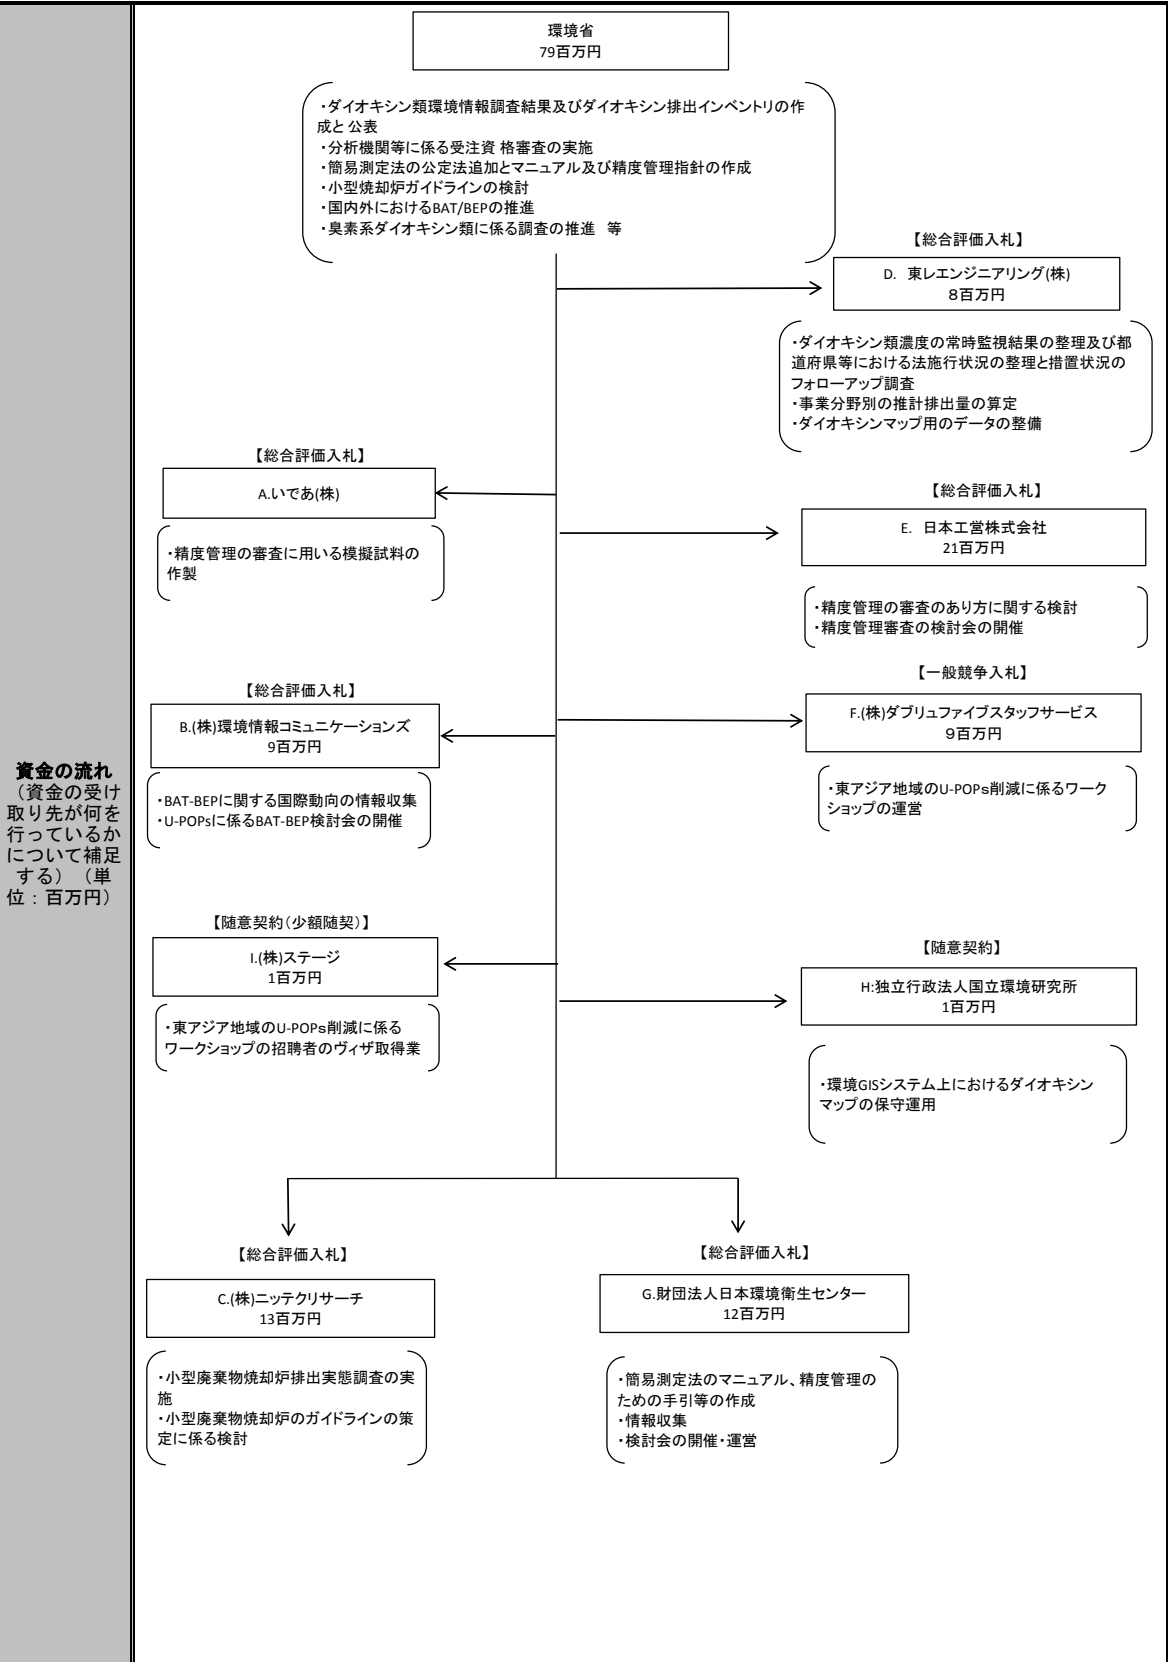 資金の流れ
(資金の受け
取り先が何を
行っているか
について補足
する) (単
位：百万円)
環境省
79百万円
・ダイオキシン類環境情報調査結果及びダイオキシン排出インベントリの作
成と 公表
・分析機関等に係る受注資 格審査の実施
・簡易測定法の公定法追加とマニュアル及び精度管理指針の作成
・小型焼却炉ガイドラインの検討
・国内外におけるBAT/BEPの推進
・臭素系ダイオキシン類に係る調査の推進　等
【総合評価入札】
D.　東レエンジニアリング(株)
８百万円
・ダイオキシン類濃度の常時監視結果の整理及び都
道府県等における法施行状況の整理と措置状況の
フォローアップ調査
・事業分野別の推計排出量の算定
・ダイオキシンマップ用のデータの整備
【総合評価入札】
A.いであ(株)
・精度管理の審査に用いる模擬試料の
作製
【総合評価入札】
E.　日本工営株式会社
21百万円
・精度管理の審査のあり方に関する検討
・精度管理審査の検討会の開催
【総合評価入札】
B.(株)環境情報コミュニケーションズ
9百万円
・BAT-BEPに関する国際動向の情報収集
・U-POPsに係るBAT-BEP検討会の開催
【一般競争入札】
F.(株)ダブリュファイブスタッフサービス
９百万円
・東アジア地域のU-POPｓ削減に係るワーク
ショップの運営
【随意契約（少額随契）】
I.(株)ステージ
1百万円
・東アジア地域のU-POPｓ削減に係る
ワークショップの招聘者のヴィザ取得業
【随意契約】
H:独立行政法人国立環境研究所
1百万円
・環境GISシステム上におけるダイオキシン
マップの保守運用
【総合評価入札】
C.(株)ニッテクリサーチ
13百万円
・小型廃棄物焼却炉排出実態調査の実
施
・小型廃棄物焼却炉のガイドラインの策
定に係る検討
【総合評価入札】
G.財団法人日本環境衛生センター
12百万円
・簡易測定法のマニュアル、精度管理の
ための手引等の作成
・情報収集
・検討会の開催・運営